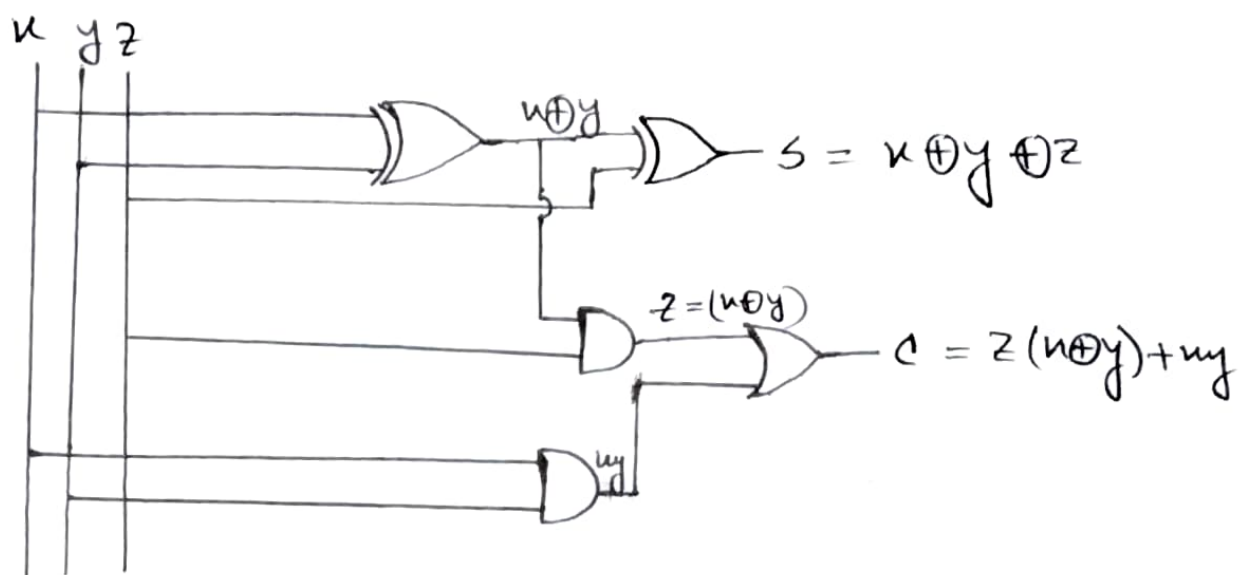 x y z
x⊕y
S = x⊕y⊕z
z=(x⊕y)
C = z(x⊕y)+xy
xy